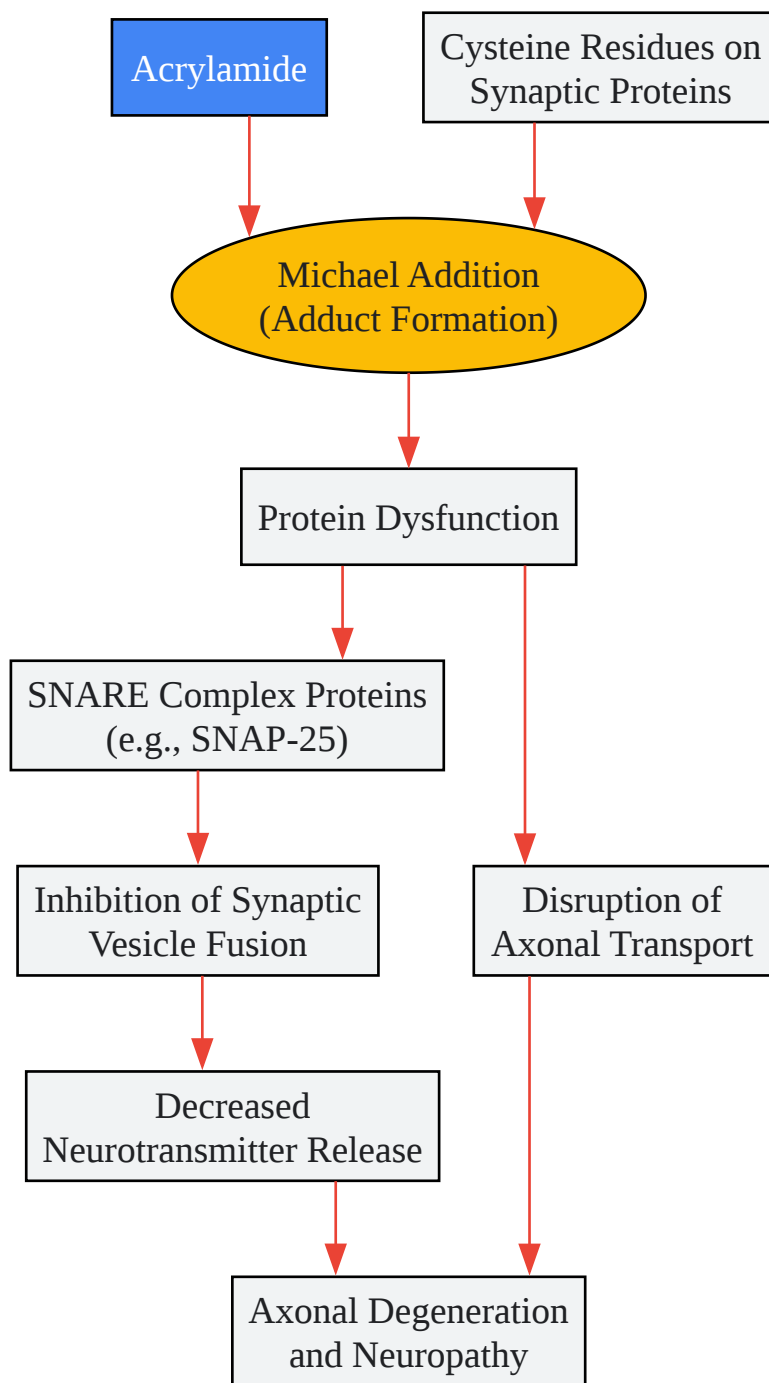 Acrylamide
Cysteine Residues on
Synaptic Proteins
Michael Addition
(Adduct Formation)
Protein Dysfunction
SNARE Complex Proteins
(e.g., SNAP-25)
Inhibition of Synaptic
Vesicle Fusion
Disruption of
Axonal Transport
Decreased
Neurotransmitter Release
Axonal Degeneration
and Neuropathy